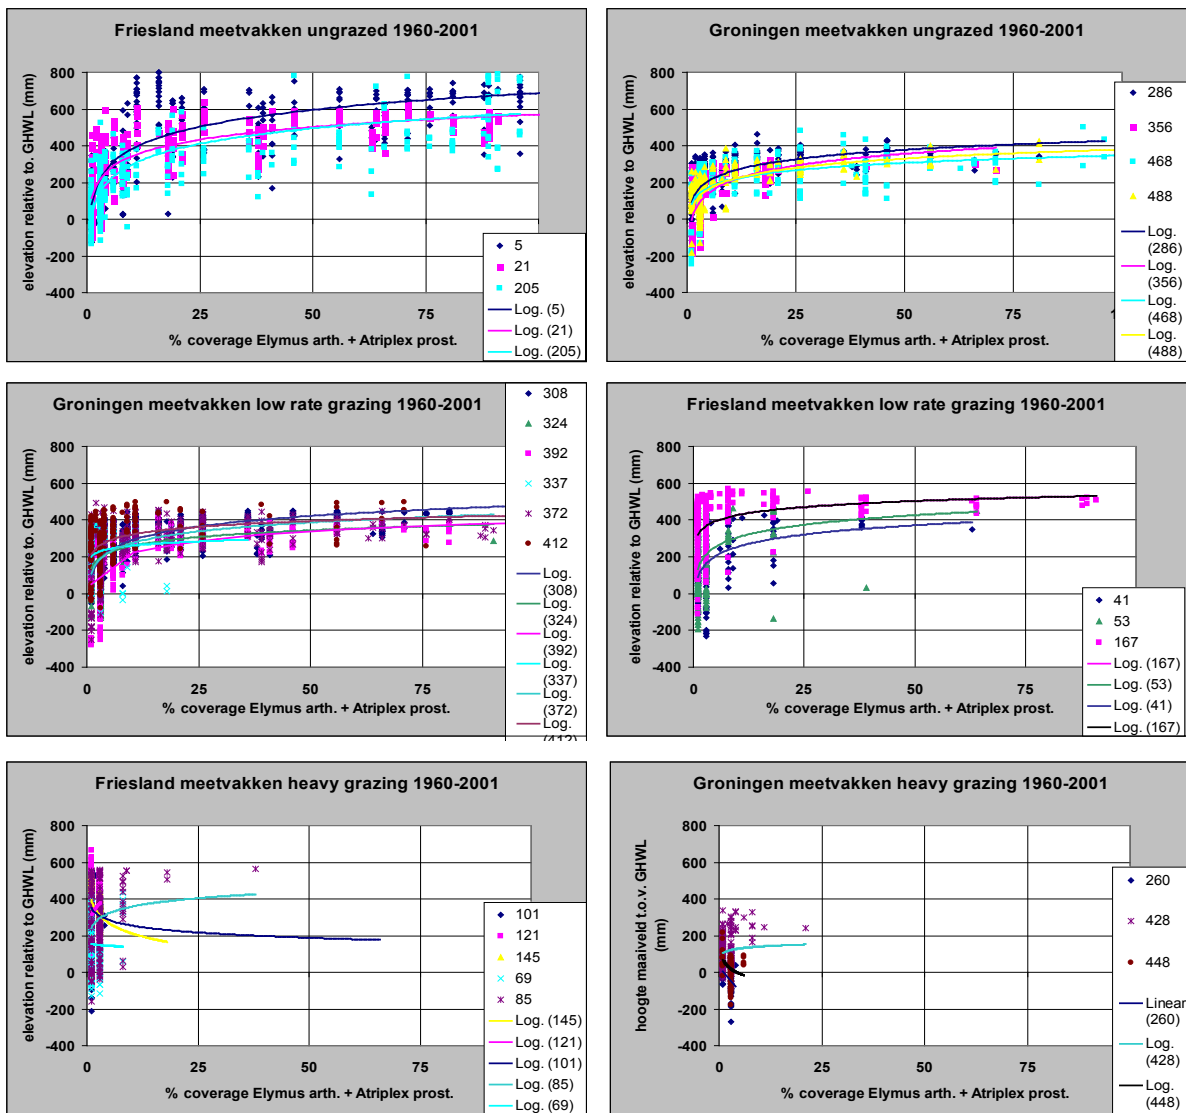 Friesland meetvakken ungrazed 1960-2001
elevation relative to. GHWL (mm)
800
600
400
200
0
-200
-400
0
25
50
75
% coverage Elymus arth. + Atriplex prost.
5
21
205
Log. (5)
Log. (21)
Log. (205)
Groningen meetvakken ungrazed 1960-2001
elevation relative to. GHWL (mm)
800
600
400
200
0
-200
-400
0
25
50
75
% coverage Elymus arth. + Atriplex prost.
286
356
468
488
Log.
(286)
Log.
(356)
Log.
(468)
Log.
(488)
Groningen meetvakken low rate grazing 1960-2001
elevation relative to. GHWL (mm)
800
600
400
200
0
-200
-400
0
25
50
75
% coverage Elymus arth. + Atriplex prost.
308
324
392
337
372
412
Log.
(308)
Log.
(324)
Log.
(392)
Log.
(337)
Log.
(372)
Log.
(412)
Friesland meetvakken low rate grazing 1960-2001
elevation relative to GHWL (mm)
800
600
400
200
0
-200
-400
0
25
50
75
% coverage Elymus arth. + Atriplex prost.
41
53
167
Log. (167)
Log. (53)
Log. (41)
Log. (167)
Friesland meetvakken heavy grazing 1960-2001
elevation relative to GHWL (mm)
800
600
400
200
0
-200
-400
0
25
50
75
% coverage Elymus arth. + Atriplex prost.
101
121
145
69
85
Log. (145)
Log. (121)
Log. (101)
Log. (85)
Log. (69)
Groningen meetvakken heavy grazing 1960-2001
hoogte maaiveld t.o.v. GHWL
(mm)
800
600
400
200
0
-200
-400
0
25
50
75
% coverage Elymus arth. + Atriplex prost.
260
428
448
Linear
(260)
Log.
(428)
Log.
(448)